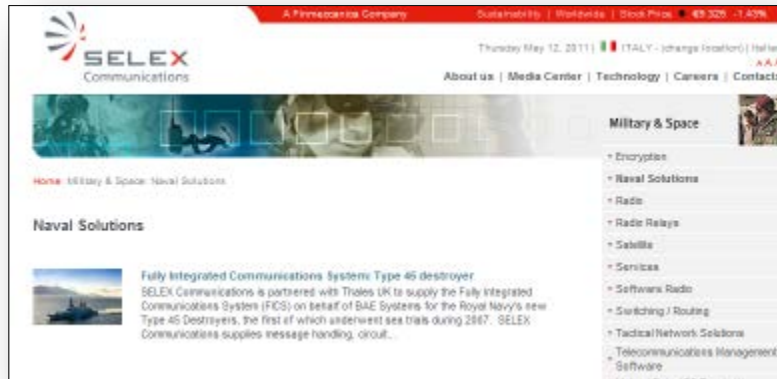 A Finmeccanica Company
Sustainability | Worldwide | Stock Price
-1.43%
SELEX
Communications
Thursday May 12, 2011 | ITALY - (change location) |
About us | Media Center | Technology | Careers | Contacts
Military & Space
Encryption
Naval Solutions
Radio
Radio Relays
Satellite
Services
Software Radio
Switching / Routing
Tactical Network Solutions
Telecommunications Management
Software
Home: Military & Space: Naval Solutions
Naval Solutions
Fully Integrated Communications System: Type 45 destroyer
SELEX Communications is partnered with Thales UK to supply the Fully Integrated
Communications System (FICS) on behalf of BAE Systems for the Royal Navy's new
Type 45 Destroyers, the first of which underwent sea trials during 2007. SELEX
Communications supplies message handling, circuit...